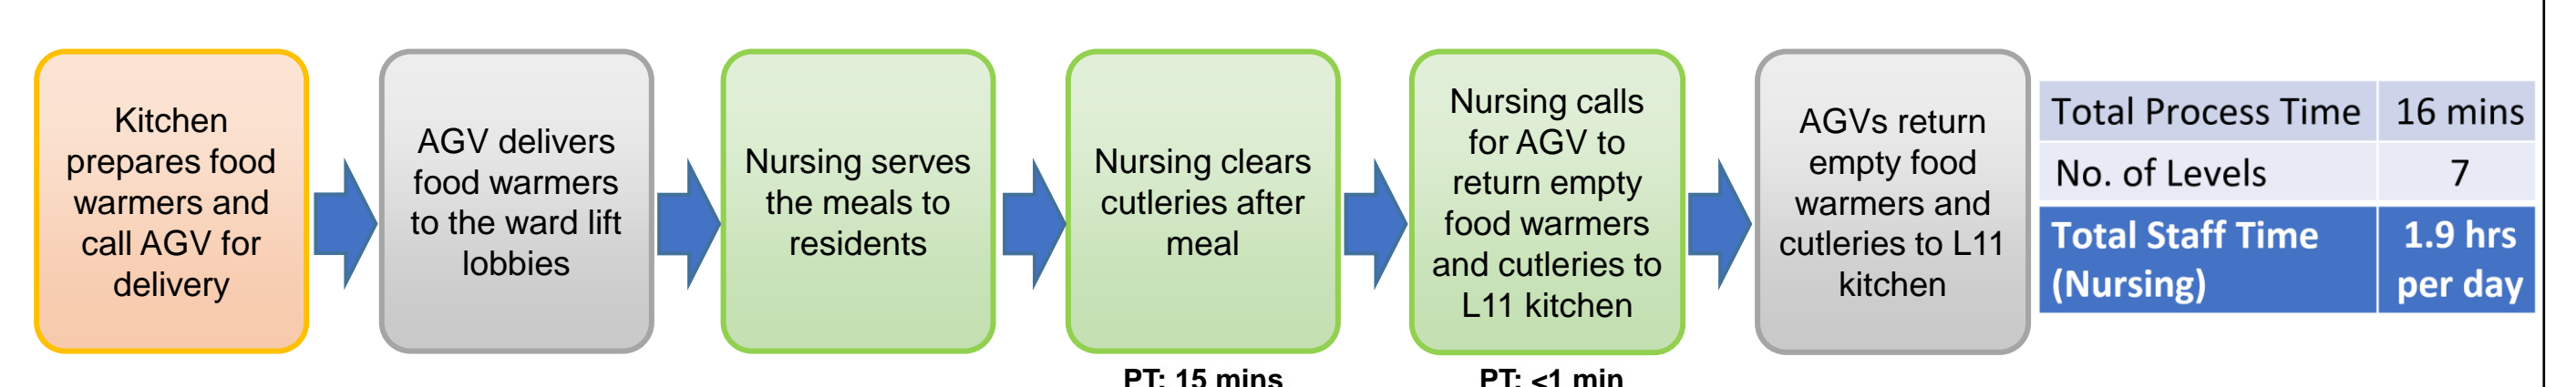 Kitchen
prepares food
warmers and
call AGV for
delivery
AGV delivers
food warmers
to the ward lift
lobbies
Nursing serves
the meals to
residents
Nursing clears
cutleries after
meal
PT: 15 mins
Nursing calls
for AGV to
return empty
food warmers
and cutleries to
L11 kitchen
PT: <1 min
AGVs return
empty food
warmers and
cutleries to L11
kitchen
Total Process Time 16 mins
No. of Levels 7
Total Staff Time 1.9 hrs
(Nursing) per day